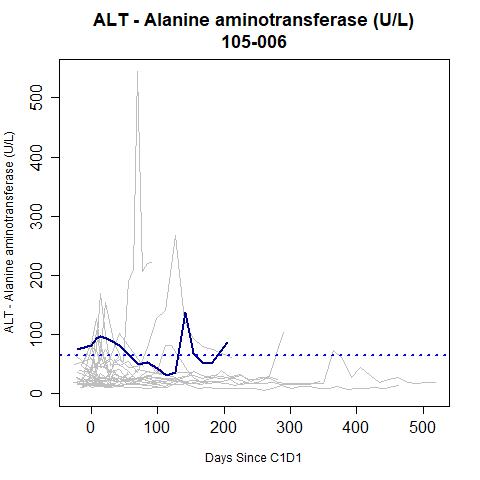 ALT - Alanine aminotransferase (U/L)
105-006
ALT - Alanine aminotransferase (U/L)
500
400
300
200
100
0
0 100 200 300 400 500
Days Since C1D1